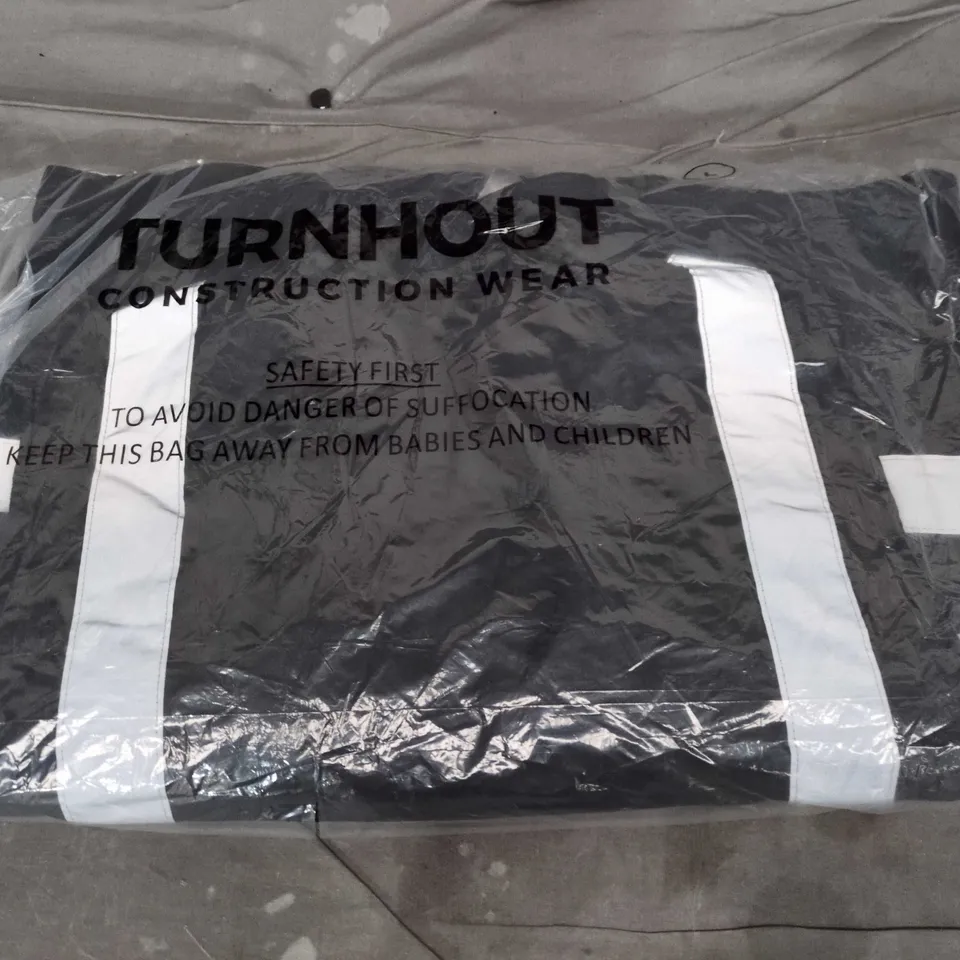 TURNHOUT
CONSTRUCTION WEAR
SAFETY FIRST
TO AVOID DANGER OF SUFFOCATION
KEEP THIS BAG AWAY FROM BABIES AND CHILDREN